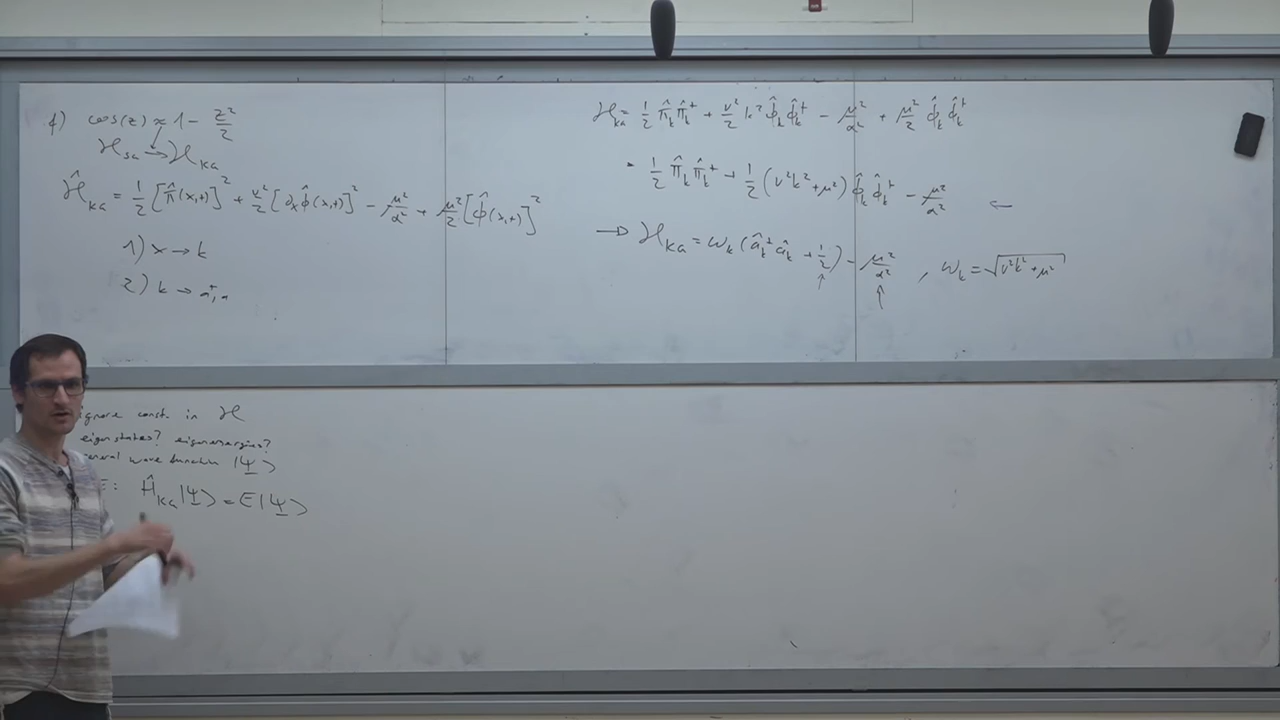 f) cos(z) ≈ 1 - z²/2
ℋ_SG → ℋ_KG
ℋ̂_KG = 1/2 [π̂(x,t)]² + v²/2 [∂ₓ φ̂(x,t)]² - μ²/α² + μ²/2 [φ̂(x,t)]²
1) x → k
2) k → a⁺, a
ℋ_KG = 1/2 π̂_k π̂_k⁺ + v²/2 k² φ̂_k φ̂_k⁺ - μ²/α² + μ²/2 φ̂_k φ̂_k⁺
= 1/2 π̂_k π̂_k⁺ + 1/2 (v²k² + μ²) φ̂_k φ̂_k⁺ - μ²/α² ←
→ ℋ_KG = ω_k (â_k⁺ â_k + 1/2) - μ²/α² , ω_k = √(v²k² + μ²)
↑ ↑
ignore const. in ℋ
eigenstates? eigenenergies?
wave function |Ψ⟩
E: Ĥ_KG |Ψ⟩ = E |Ψ⟩